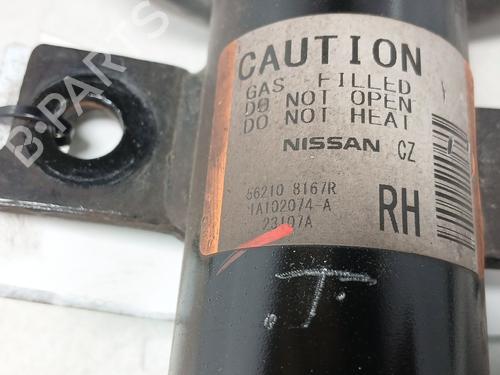 CAUTION
GAS FILLED
DO NOT OPEN
DO NOT HEAT
NISSAN CZ
56210 8167R
1A102074-A
23107A
RH
.T.
B-PARTS